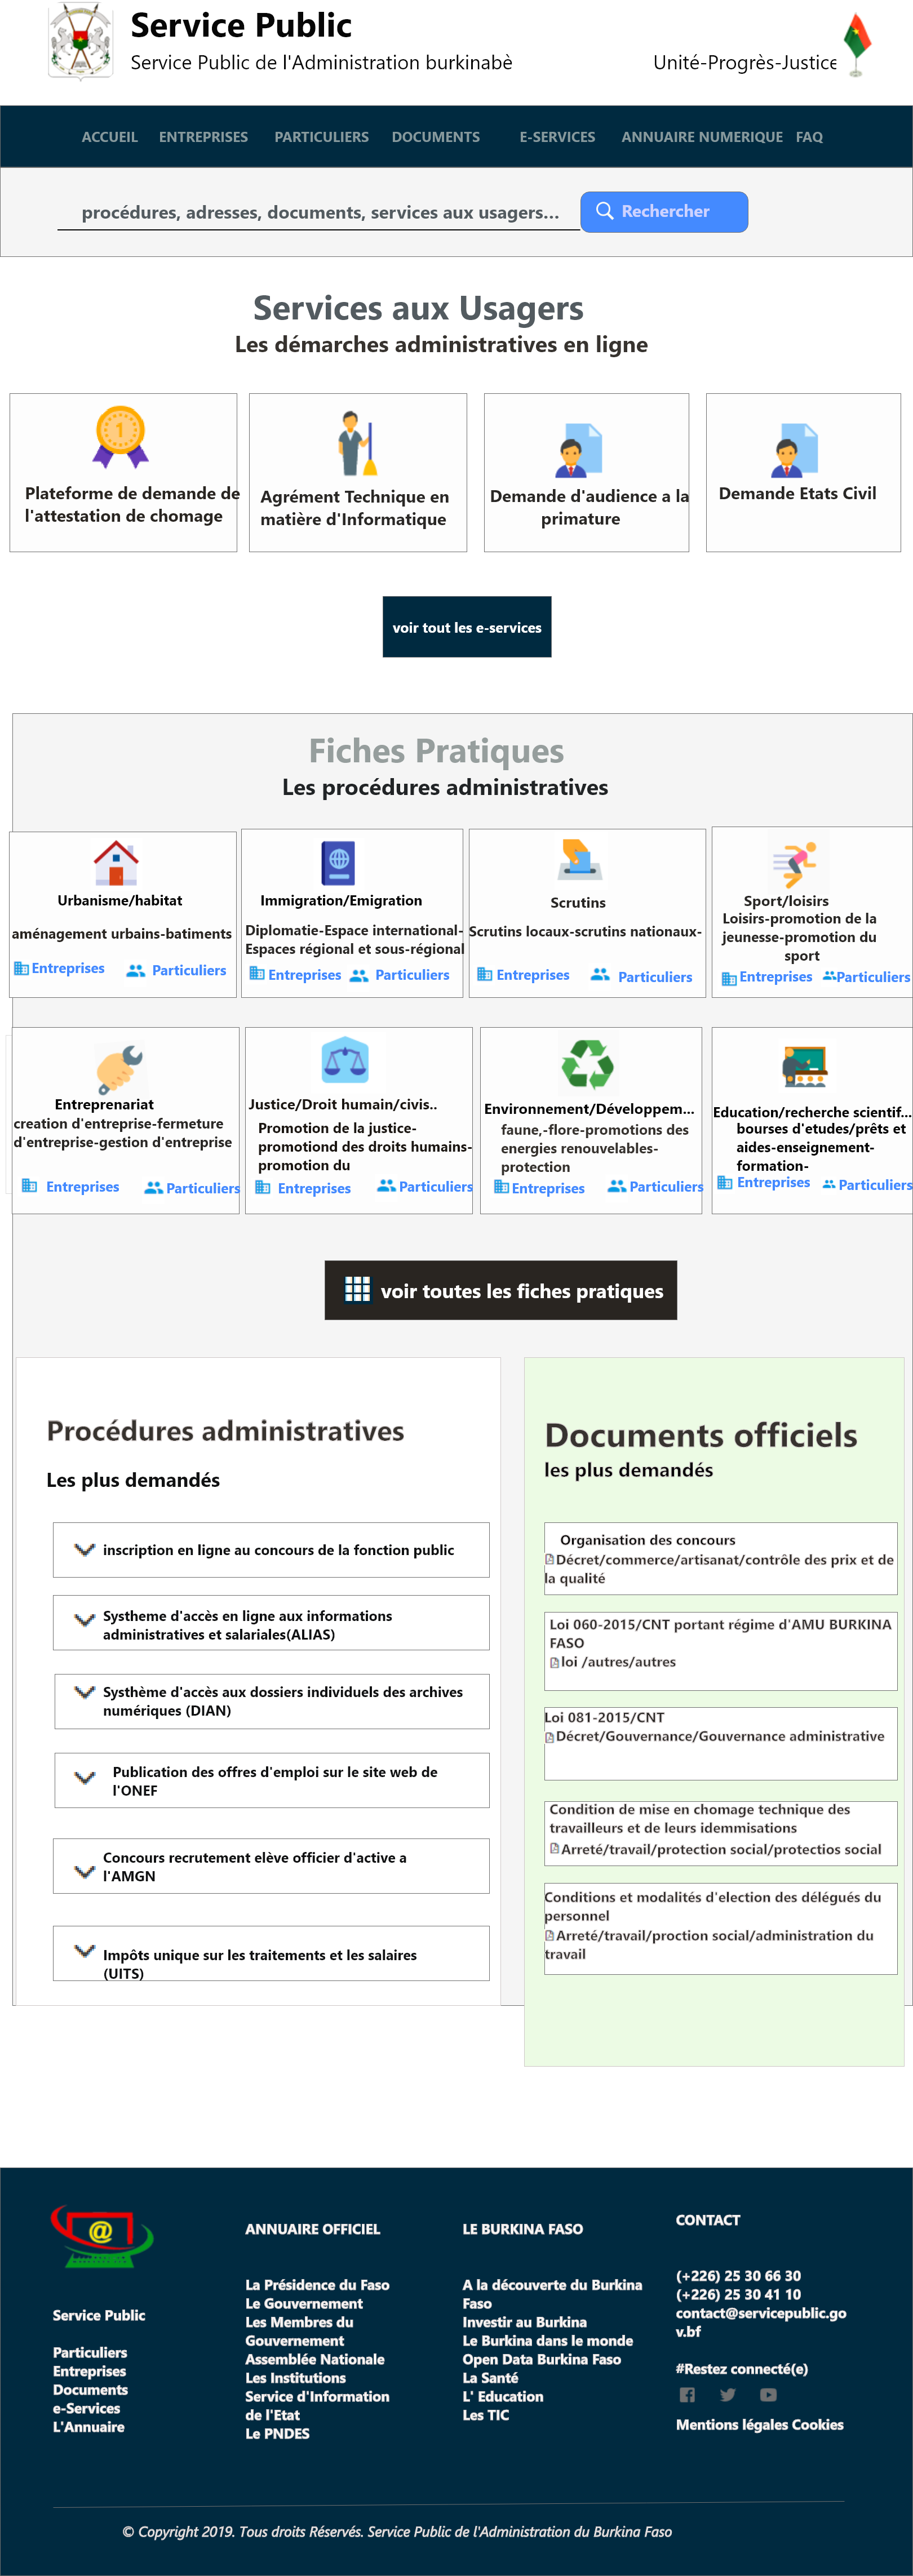 Service Public
Service Public de l'Administration burkinabè
Unité-Progrès-Justice
ACCUEIL ENTREPRISES PARTICULIERS DOCUMENTS E-SERVICES ANNUAIRE NUMERIQUE FAQ
procédures, adresses, documents, services aux usagers...
Rechercher
Services aux Usagers
Les démarches administratives en ligne
Plateforme de demande de
l'attestation de chomage
Agrément Technique en
matière d'Informatique
Demande d'audience a la
primature
Demande Etats Civil
voir tout les e-services
Fiches Pratiques
Les procédures administratives
Urbanisme/habitat
aménagement urbains-batiments
Entreprises Particuliers
Immigration/Emigration
Diplomatie-Espace international-
Espaces régional et sous-régional
Entreprises Particuliers
Scrutins
Scrutins locaux-scrutins nationaux-
Entreprises Particuliers
Sport/loisirs
Loisirs-promotion de la
jeunesse-promotion du
sport
Entreprises Particuliers
Entreprenariat
creation d'entreprise-fermeture
d'entreprise-gestion d'entreprise
Entreprises Particuliers
Justice/Droit humain/civis..
Promotion de la justice-
promotiond des droits humains-
promotion du
Entreprises Particuliers
Environnement/Développem...
faune,-flore-promotions des
energies renouvelables-
protection
Entreprises Particuliers
Education/recherche scientif...
bourses d'etudes/prêts et
aides-enseignement-
formation-
Entreprises Particuliers
voir toutes les fiches pratiques
Procédures administratives
Les plus demandés
inscription en ligne au concours de la fonction public
Systheme d'accès en ligne aux informations
administratives et salariales(ALIAS)
Systhème d'accès aux dossiers individuels des archives
numériques (DIAN)
Publication des offres d'emploi sur le site web de
l'ONEF
Concours recrutement elève officier d'active a
l'AMGN
Impôts unique sur les traitements et les salaires
(UITS)
Documents officiels
les plus demandés
Organisation des concours
Décret/commerce/artisanat/contrôle des prix et de
la qualité
Loi 060-2015/CNT portant régime d'AMU BURKINA
FASO
loi /autres/autres
Loi 081-2015/CNT
Décret/Gouvernance/Gouvernance administrative
Condition de mise en chomage technique des
travailleurs et de leurs idemmisations
Arreté/travail/protection social/protectios social
Conditions et modalités d'election des délégués du
personnel
Arreté/travail/proction social/administration du
travail
@
Service Public
Particuliers
Entreprises
Documents
e-Services
L'Annuaire
ANNUAIRE OFFICIEL
La Présidence du Faso
Le Gouvernement
Les Membres du
Gouvernement
Assemblée Nationale
Les Institutions
Service d'Information
de l'Etat
Le PNDES
LE BURKINA FASO
A la découverte du Burkina
Faso
Investir au Burkina
Le Burkina dans le monde
Open Data Burkina Faso
La Santé
L' Education
Les TIC
CONTACT
(+226) 25 30 66 30
(+226) 25 30 41 10
contact@servicepublic.go
v.bf
#Restez connecté(e)
Mentions légales Cookies
© Copyright 2019. Tous droits Réservés. Service Public de l'Administration du Burkina Faso